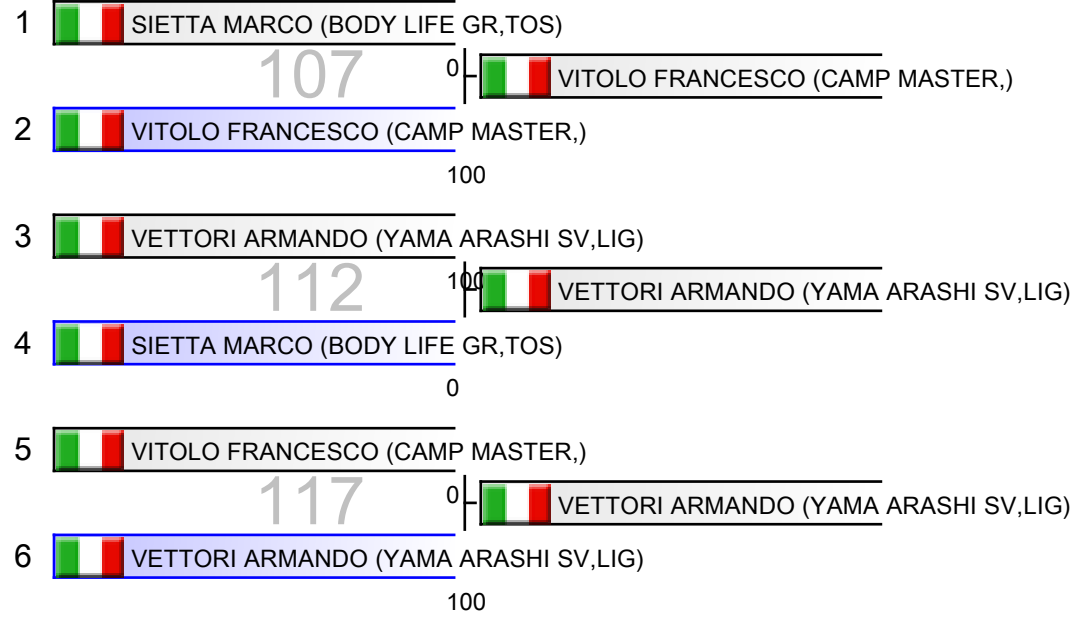 1 SIETTA MARCO (BODY LIFE GR,TOS)
107 0 VITOLO FRANCESCO (CAMP MASTER,)
2 VITOLO FRANCESCO (CAMP MASTER,)
100
3 VETTORI ARMANDO (YAMA ARASHI SV,LIG)
112 100 VETTORI ARMANDO (YAMA ARASHI SV,LIG)
4 SIETTA MARCO (BODY LIFE GR,TOS)
0
5 VITOLO FRANCESCO (CAMP MASTER,)
117 0 VETTORI ARMANDO (YAMA ARASHI SV,LIG)
6 VETTORI ARMANDO (YAMA ARASHI SV,LIG)
100